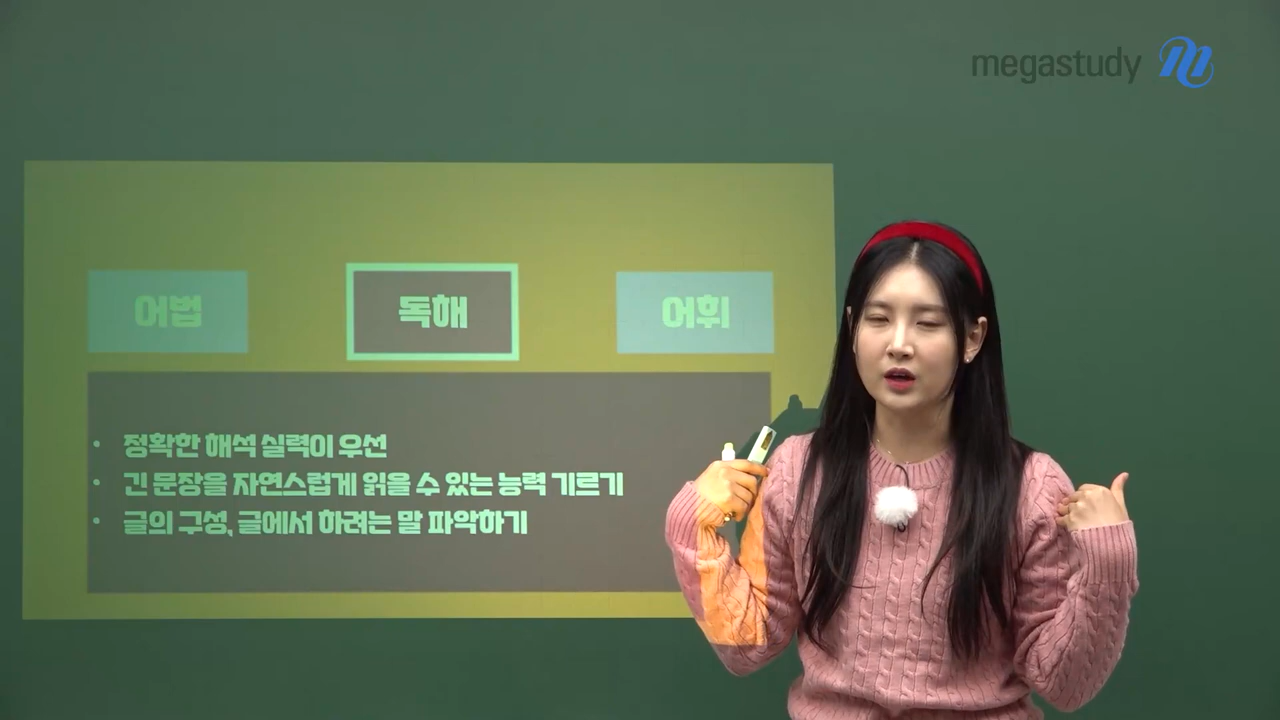 megastudy
어법
독해
어휘
• 정확한 해석 실력이 우선
• 긴 문장을 자연스럽게 읽을 수 있는 능력 기르기
• 글의 구성, 글에서 하려는 말 파악하기